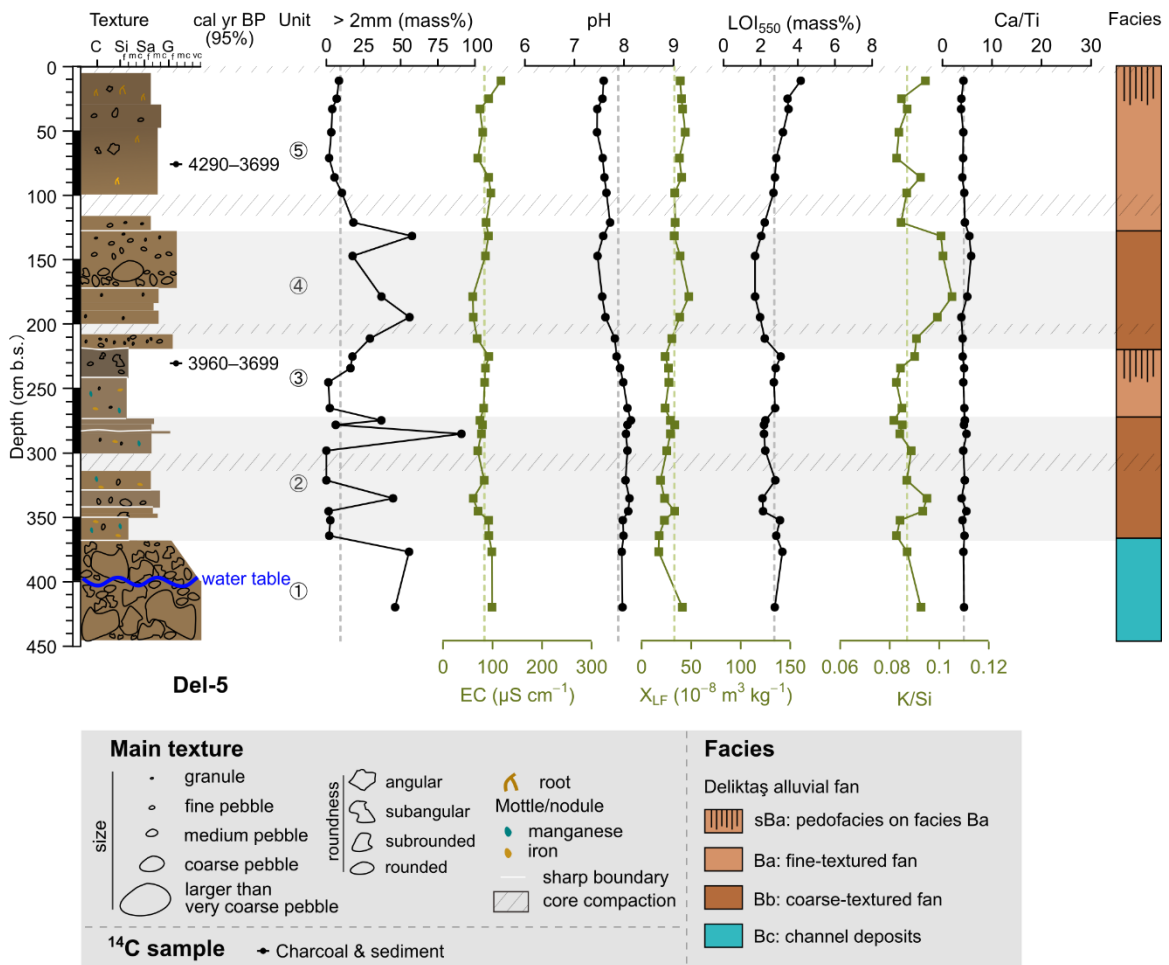 Texture
cal yr BP
(95%)
Unit
> 2mm (mass%)
pH
LOI550 (mass%)
Ca/Ti
Facies
C Si Sa G
f m c f m c f m c vc
0 25 50 75 100
6 7 8 9
0 2 4 6 8
0 10 20 30
Depth (cm b.s.)
0
50
100
150
200
250
300
350
400
450
4290–3699
3960–3699
⑤
④
③
②
①
water table
Del-5
0 100 200 300
EC (µS cm−1)
0 50 100 150
XLF (10−8 m3 kg−1)
0.06 0.08 0.1 0.12
K/Si
Main texture
size
granule
fine pebble
medium pebble
coarse pebble
larger than
very coarse pebble
roundness
angular
subangular
subrounded
rounded
root
Mottle/nodule
manganese
iron
sharp boundary
core compaction
14C sample
Charcoal & sediment
Facies
Deliktaş alluvial fan
sBa: pedofacies on facies Ba
Ba: fine-textured fan
Bb: coarse-textured fan
Bc: channel deposits